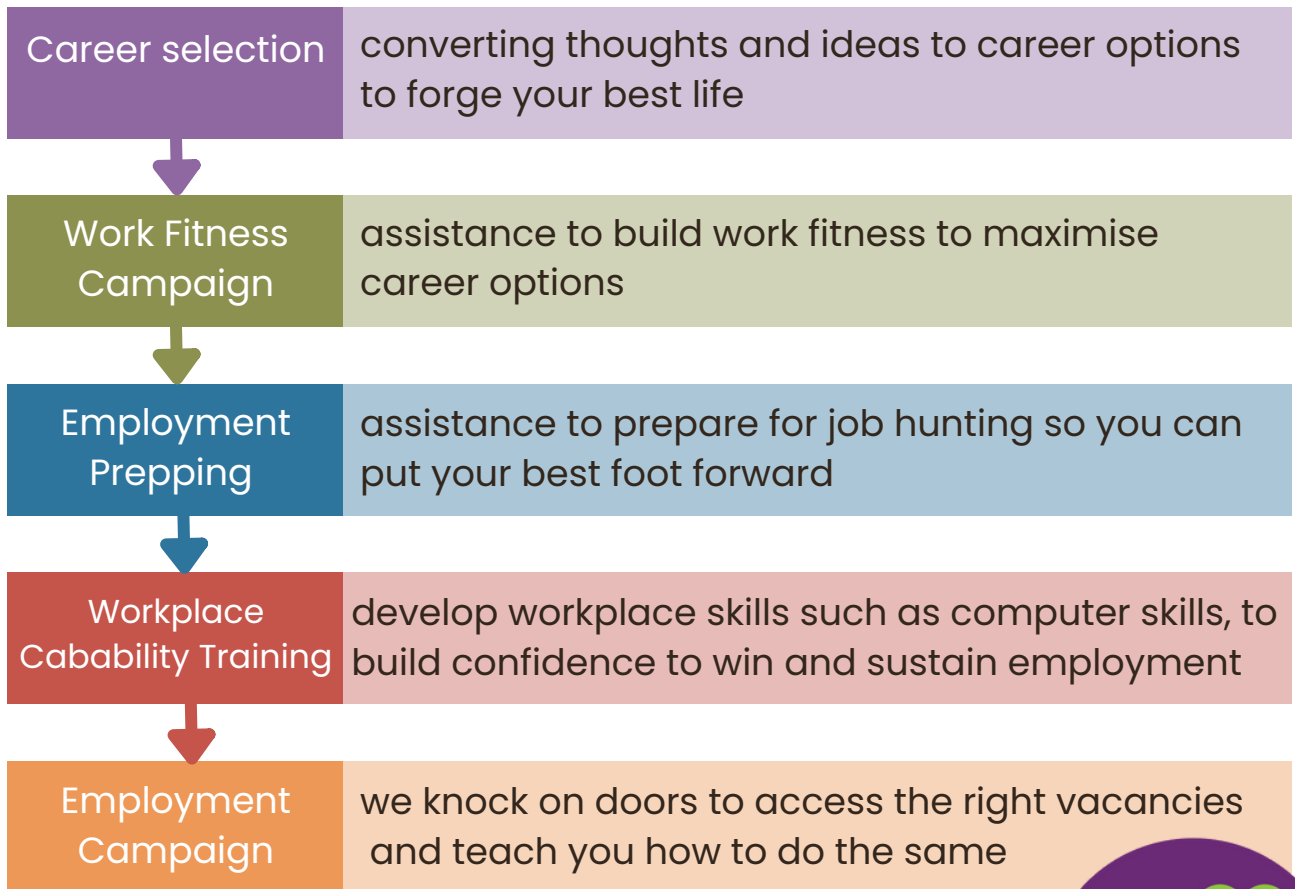 Career selection
converting thoughts and ideas to career options
to forge your best life
Work Fitness
Campaign
assistance to build work fitness to maximise
career options
Employment
Prepping
assistance to prepare for job hunting so you can
put your best foot forward
Workplace
Cabability Training
develop workplace skills such as computer skills, to
build confidence to win and sustain employment
Employment
Campaign
we knock on doors to access the right vacancies
and teach you how to do the same